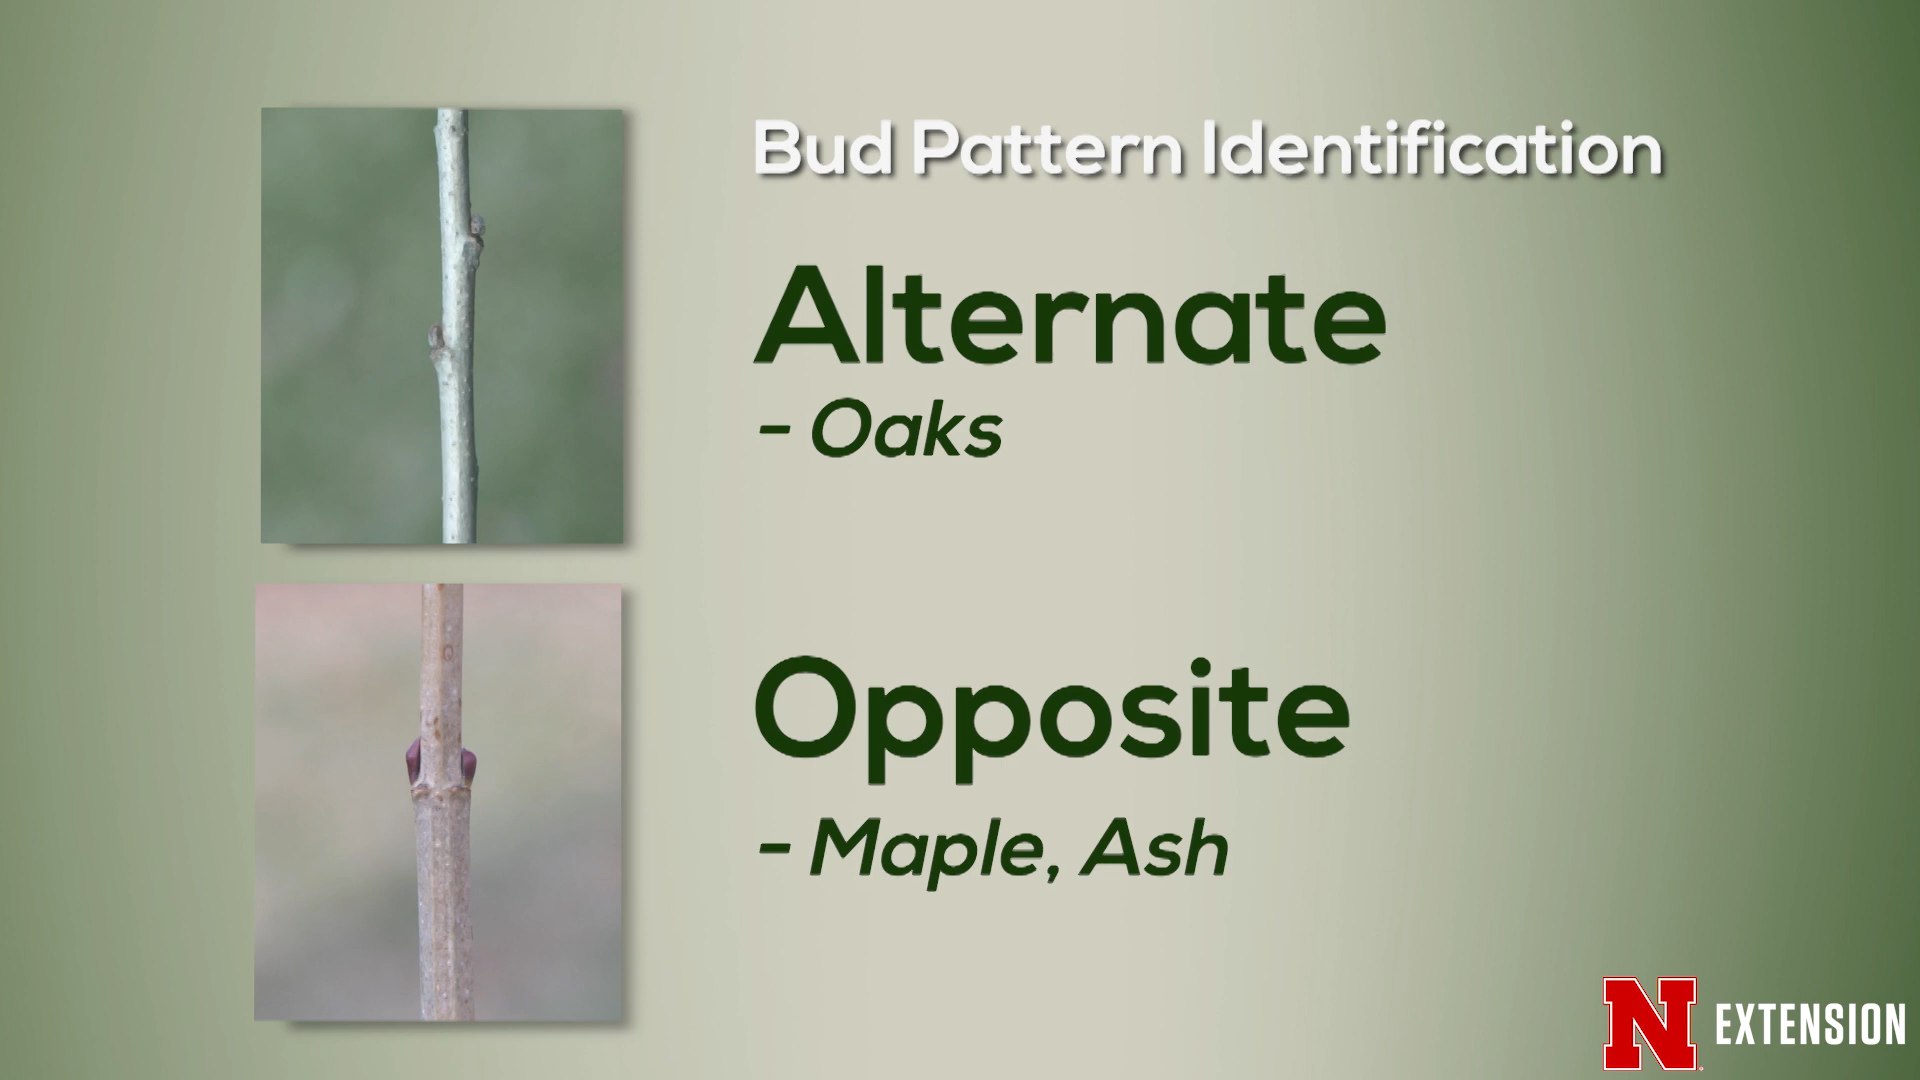 Bud Pattern Identification
Alternate
- Oaks
Opposite
- Maple, Ash
N EXTENSION